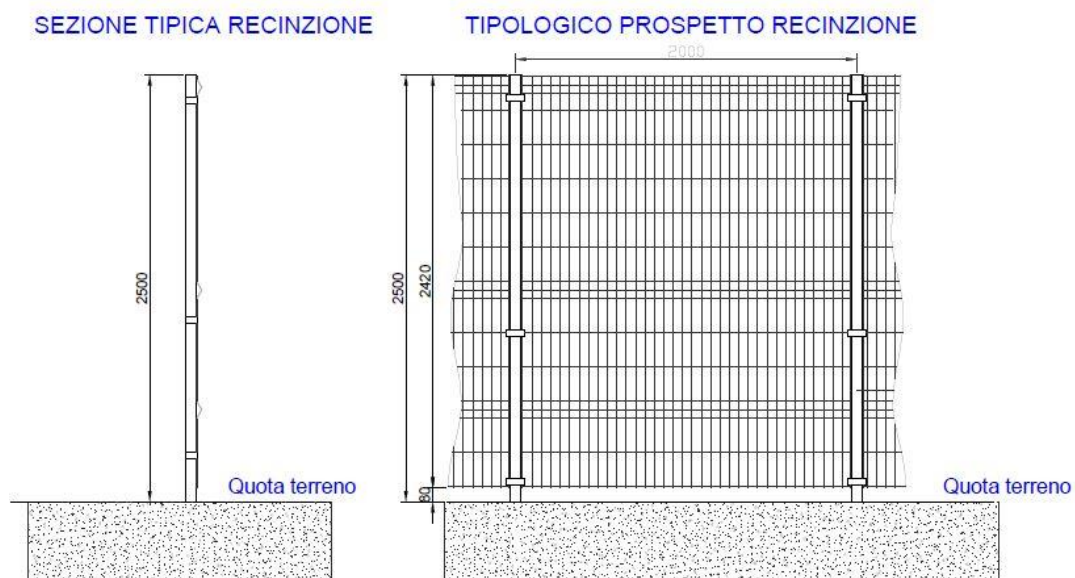 SEZIONE TIPICA RECINZIONE
TIPOLOGICO PROSPETTO RECINZIONE
2000
2500
2500
2420
80
Quota terreno
Quota terreno